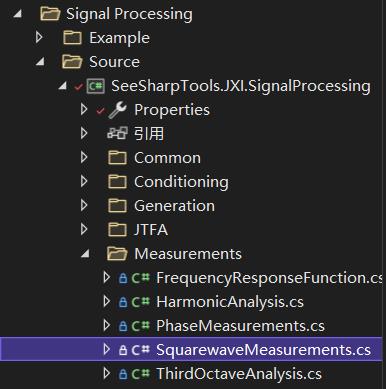 Signal Processing
Example
Source
C# SeeSharpTools.JXI.SignalProcessing
Properties
引用
Common
Conditioning
Generation
JTFA
Measurements
C# FrequencyResponseFunction.cs
C# HarmonicAnalysis.cs
C# PhaseMeasurements.cs
C# SquarewaveMeasurements.cs
C# ThirdOctaveAnalysis.cs